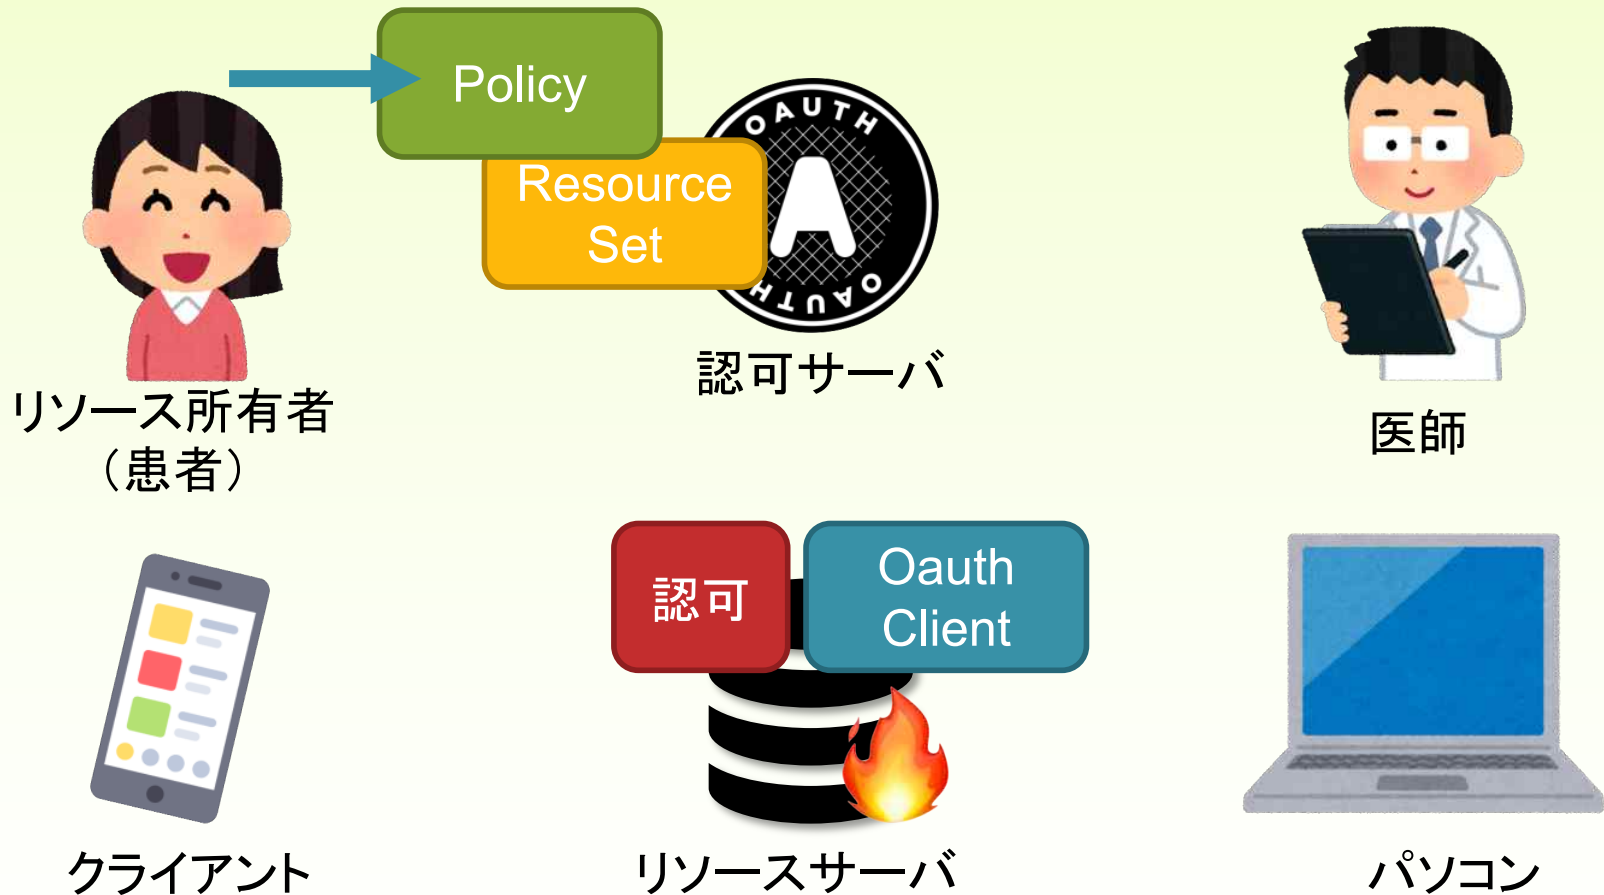 Policy
OAUTH
Resource
Set
OAUTH
認可サーバ
リソース所有者
（患者）
医師
認可
Oauth
Client
クライアント
リソースサーバ
パソコン